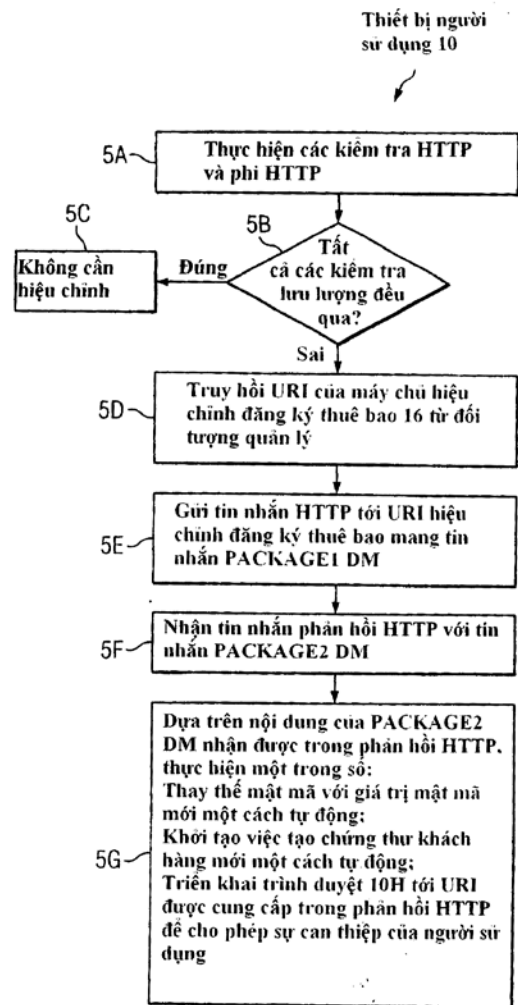 Thiết bị người
sử dụng 10
5A
Thực hiện các kiểm tra HTTP
và phi HTTP
5C
Không cần
hiệu chỉnh
Đúng
5B
Tất
cả các kiểm tra
lưu lượng đều
qua?
Sai
5D
Truy hồi URI của máy chủ hiệu
chỉnh đăng ký thuê bao 16 từ đối
tượng quản lý
5E
Gửi tin nhắn HTTP tới URI hiệu
chỉnh đăng ký thuê bao mang tin
nhắn PACKAGE1 DM
5F
Nhận tin nhắn phản hồi HTTP với tin
nhắn PACKAGE2 DM
5G
Dựa trên nội dung của PACKAGE2
DM nhận được trong phản hồi HTTP,
thực hiện một trong số:
Thay thế mật mã với giá trị mật mã
mới một cách tự động;
Khởi tạo việc tạo chứng thư khách
hàng mới một cách tự động;
Triển khai trình duyệt 10H tới URI
được cung cấp trong phản hồi HTTP
để cho phép sự can thiệp của người sử
dụng